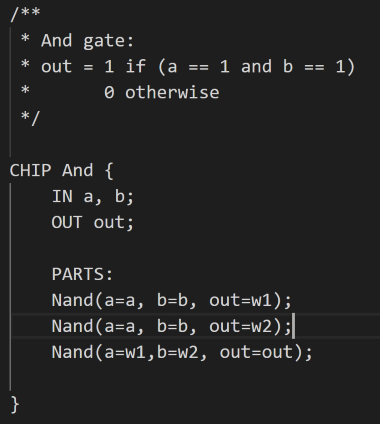 /**
 * And gate:
 * out = 1 if (a == 1 and b == 1)
 *       0 otherwise
 */
CHIP And {
    IN a, b;
    OUT out;
    PARTS:
    Nand(a=a, b=b, out=w1);
    Nand(a=a, b=b, out=w2);
    Nand(a=w1,b=w2, out=out);
}